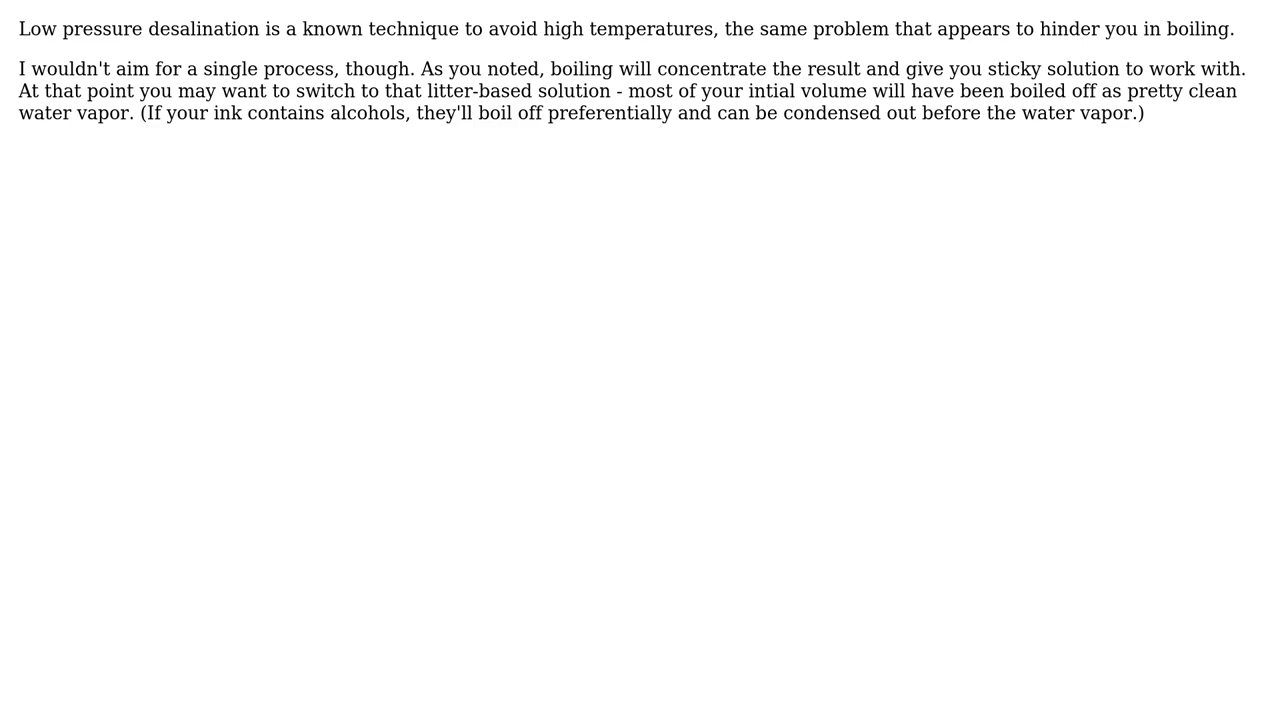 Low pressure desalination is a known technique to avoid high temperatures, the same problem that appears to hinder you in boiling.
I wouldn't aim for a single process, though. As you noted, boiling will concentrate the result and give you sticky solution to work with.
At that point you may want to switch to that litter-based solution - most of your intial volume will have been boiled off as pretty clean
water vapor. (If your ink contains alcohols, they'll boil off preferentially and can be condensed out before the water vapor.)